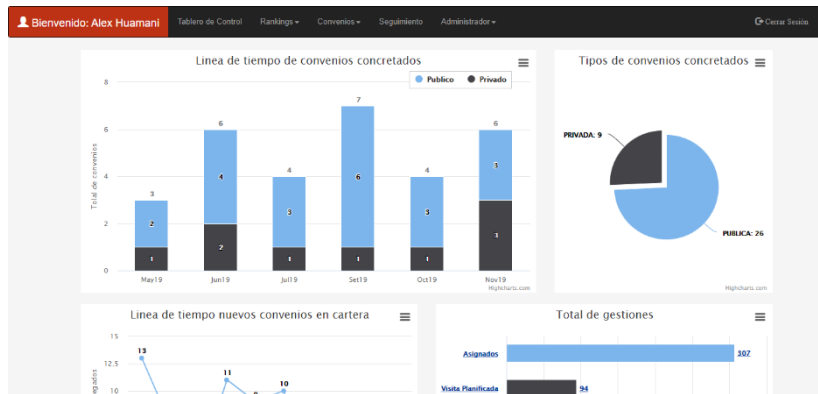 Bienvenido: Alex Huamani
Tablero de Control
Rankings
Convenios
Seguimiento
Administrador
Cerrar Sesión
Linea de tiempo de convenios concretados
Publico
Privado
Total de convenios
8
6
4
2
0
3
2
1
6
4
2
4
3
1
7
6
1
4
3
1
6
3
3
May19
Jun19
Jul19
Set19
Oct19
Nov19
Highcharts.com
Tipos de convenios concretados
PRIVADA: 9
PUBLICA: 26
Highcharts.com
Linea de tiempo nuevos convenios en cartera
15
12.5
10
13
11
10
Total de gestiones
Asignados
307
Visita Planificada
94